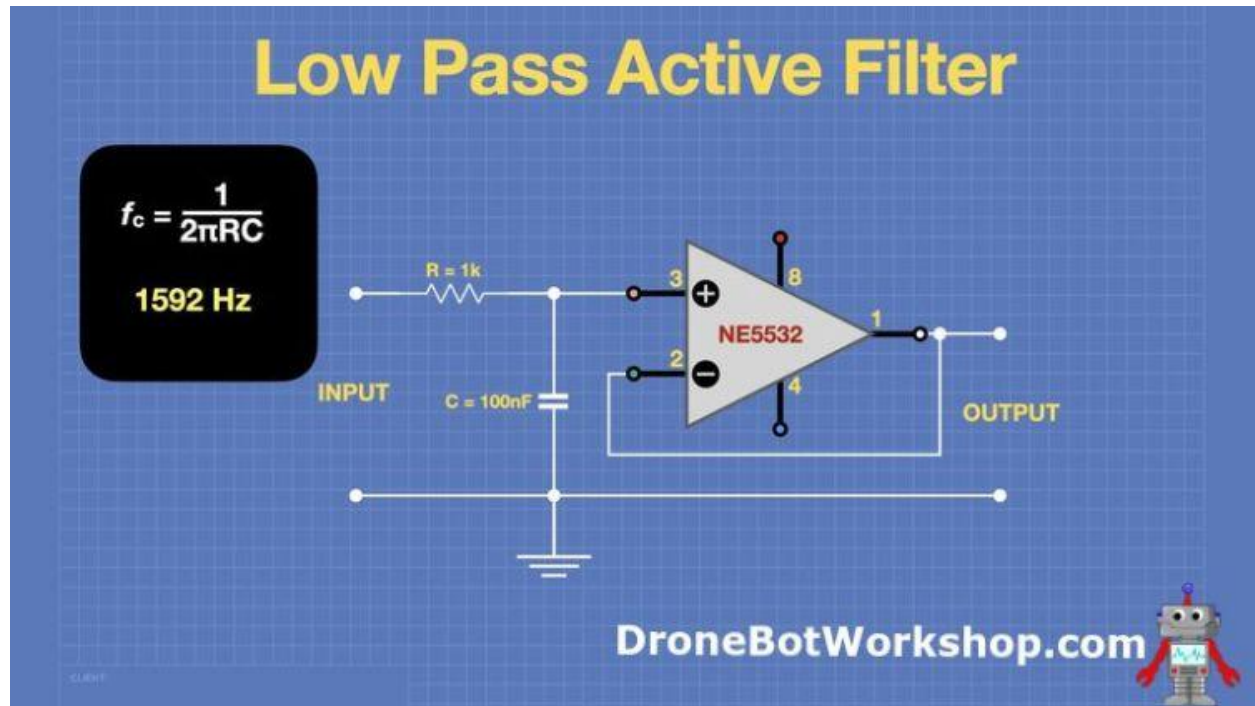 Low Pass Active Filter
fc = 1/2πRC
1592 Hz
R = 1k
3
8
+
NE5532
1
2
−
4
INPUT
C = 100nF
OUTPUT
DroneBotWorkshop.com